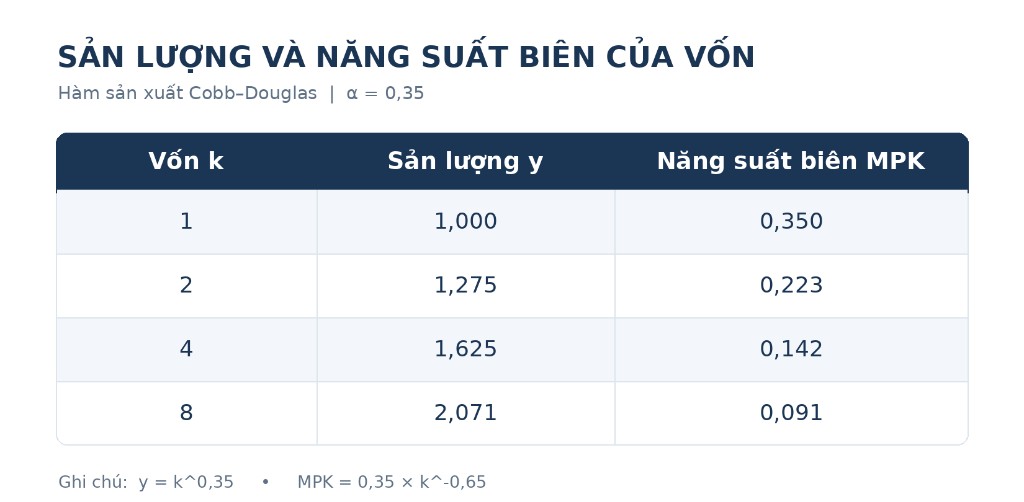 SẢN LƯỢNG VÀ NĂNG SUẤT BIÊN CỦA VỐN
Hàm sản xuất Cobb–Douglas | α = 0,35
Vốn k Sản lượng y Năng suất biên MPK
1 1,000 0,350
2 1,275 0,223
4 1,625 0,142
8 2,071 0,091
Ghi chú: y = k^0,35 • MPK = 0,35 × k^-0,65